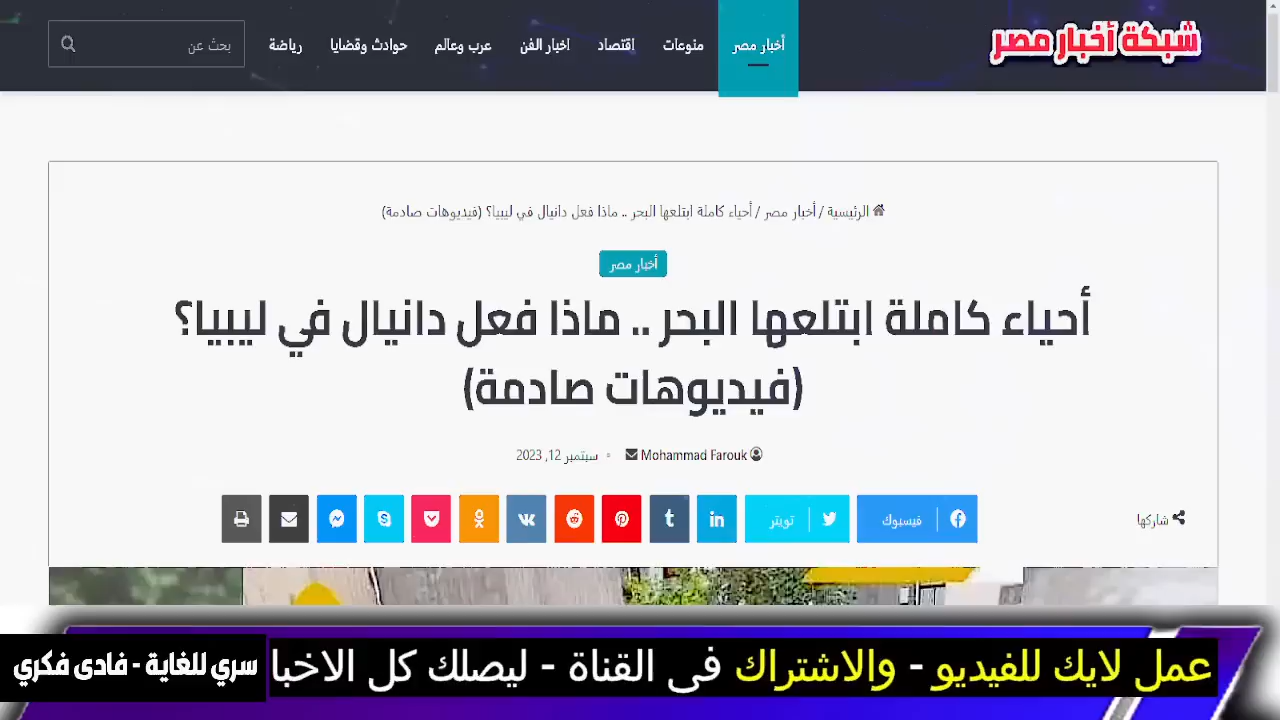 شبكة أخبار مصر
أخبار مصر
منوعات
إقتصاد
اخبار الفن
عرب وعالم
حوادث وقضايا
رياضة
بحث عن
الرئيسية / أخبار مصر / أحياء كاملة ابتلعها البحر .. ماذا فعل دانيال في ليبيا؟ (فيديوهات صادمة)
أخبار مصر
أحياء كاملة ابتلعها البحر .. ماذا فعل دانيال في ليبيا؟
(فيديوهات صادمة)
Mohammad Farouk
سبتمبر 12, 2023
شاركها
فيسبوك
تويتر
عمل لايك للفيديو - والاشتراك فى القناة - ليصلك كل الاخبا
سري للغاية - فادى فكري